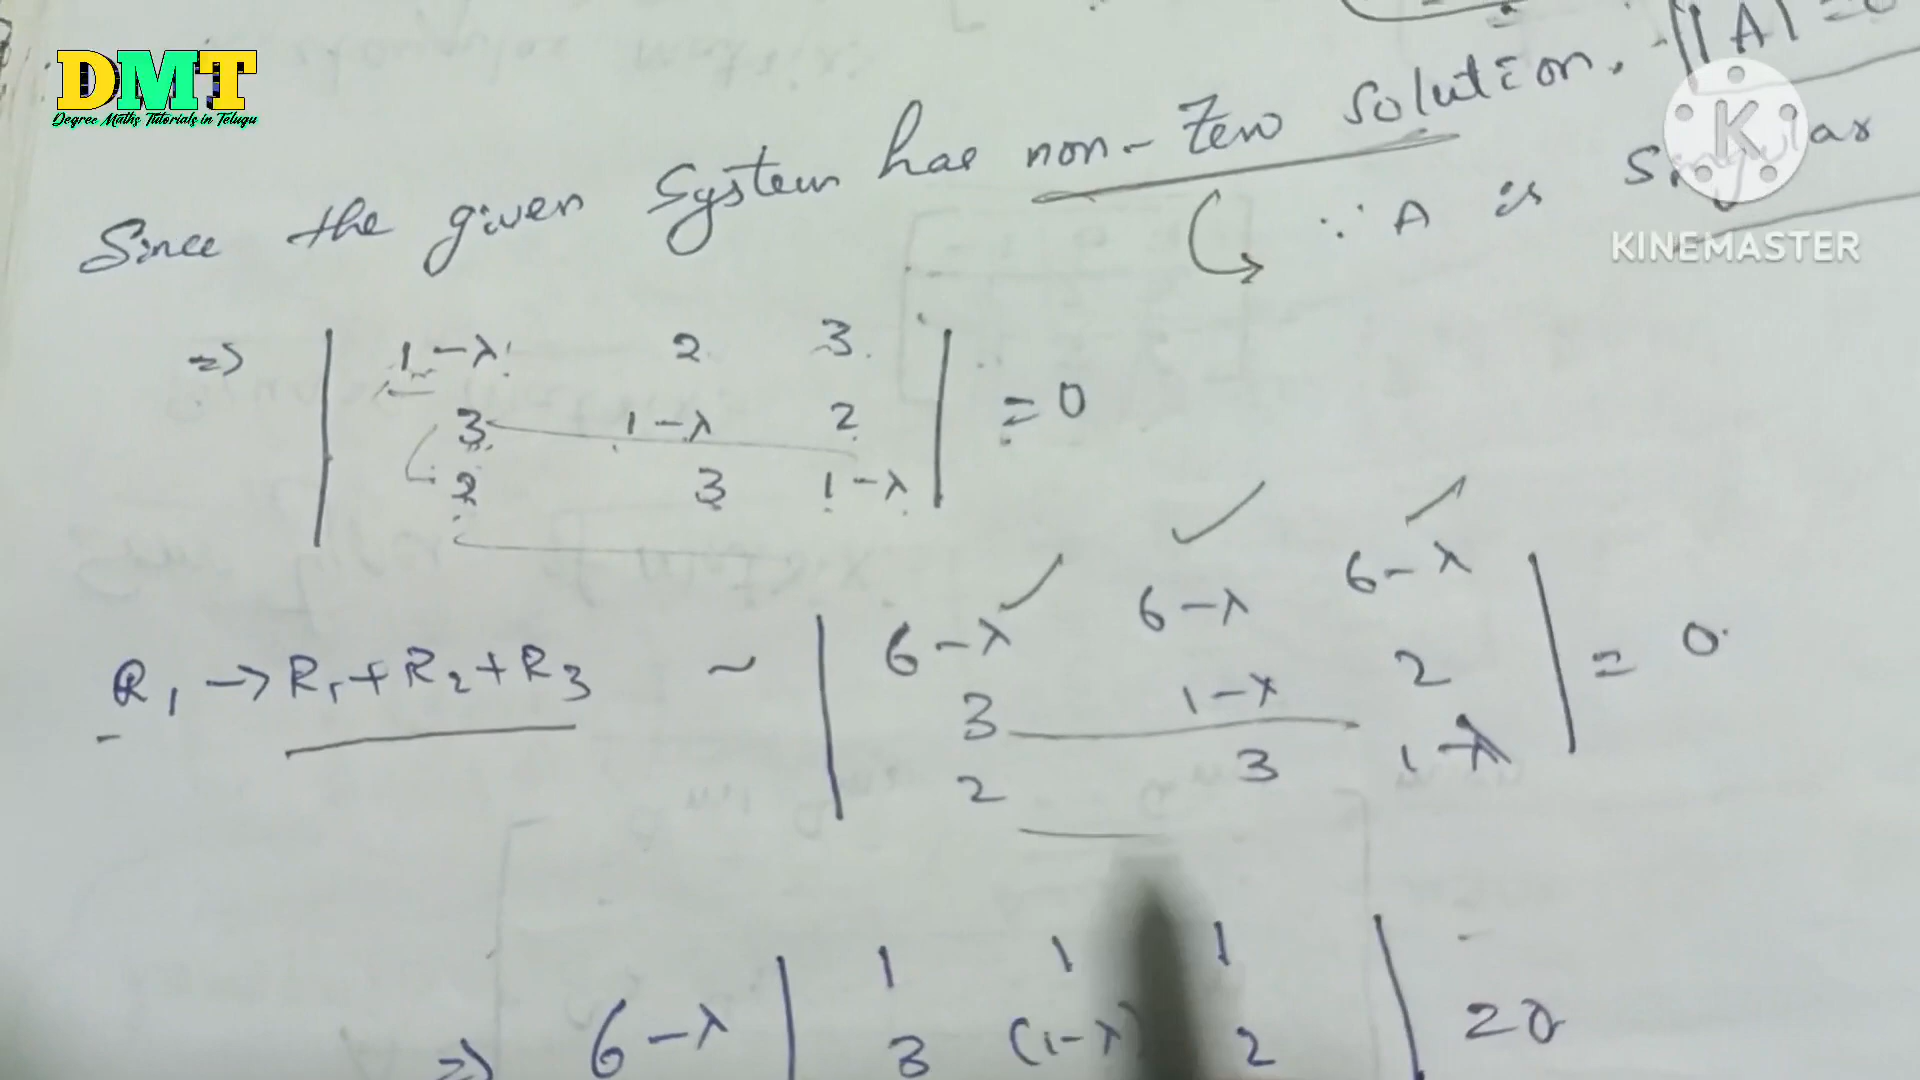 DMT
Degree Maths Tutorials in Telugu
|A| = 0
Since the given System has non-Zero solution.
∵ A is Singular
KINEMASTER
=> | 1-λ 2 3 |
| 3 1-λ 2 | = 0
| 2 3 1-λ |
R1 → R1+R2+R3 ~ | 6-λ 6-λ 6-λ |
| 3 1-λ 2 | = 0
| 2 3 1-λ |
=> 6-λ | 1 1 1 |
| 3 (1-λ) 2 | = 0